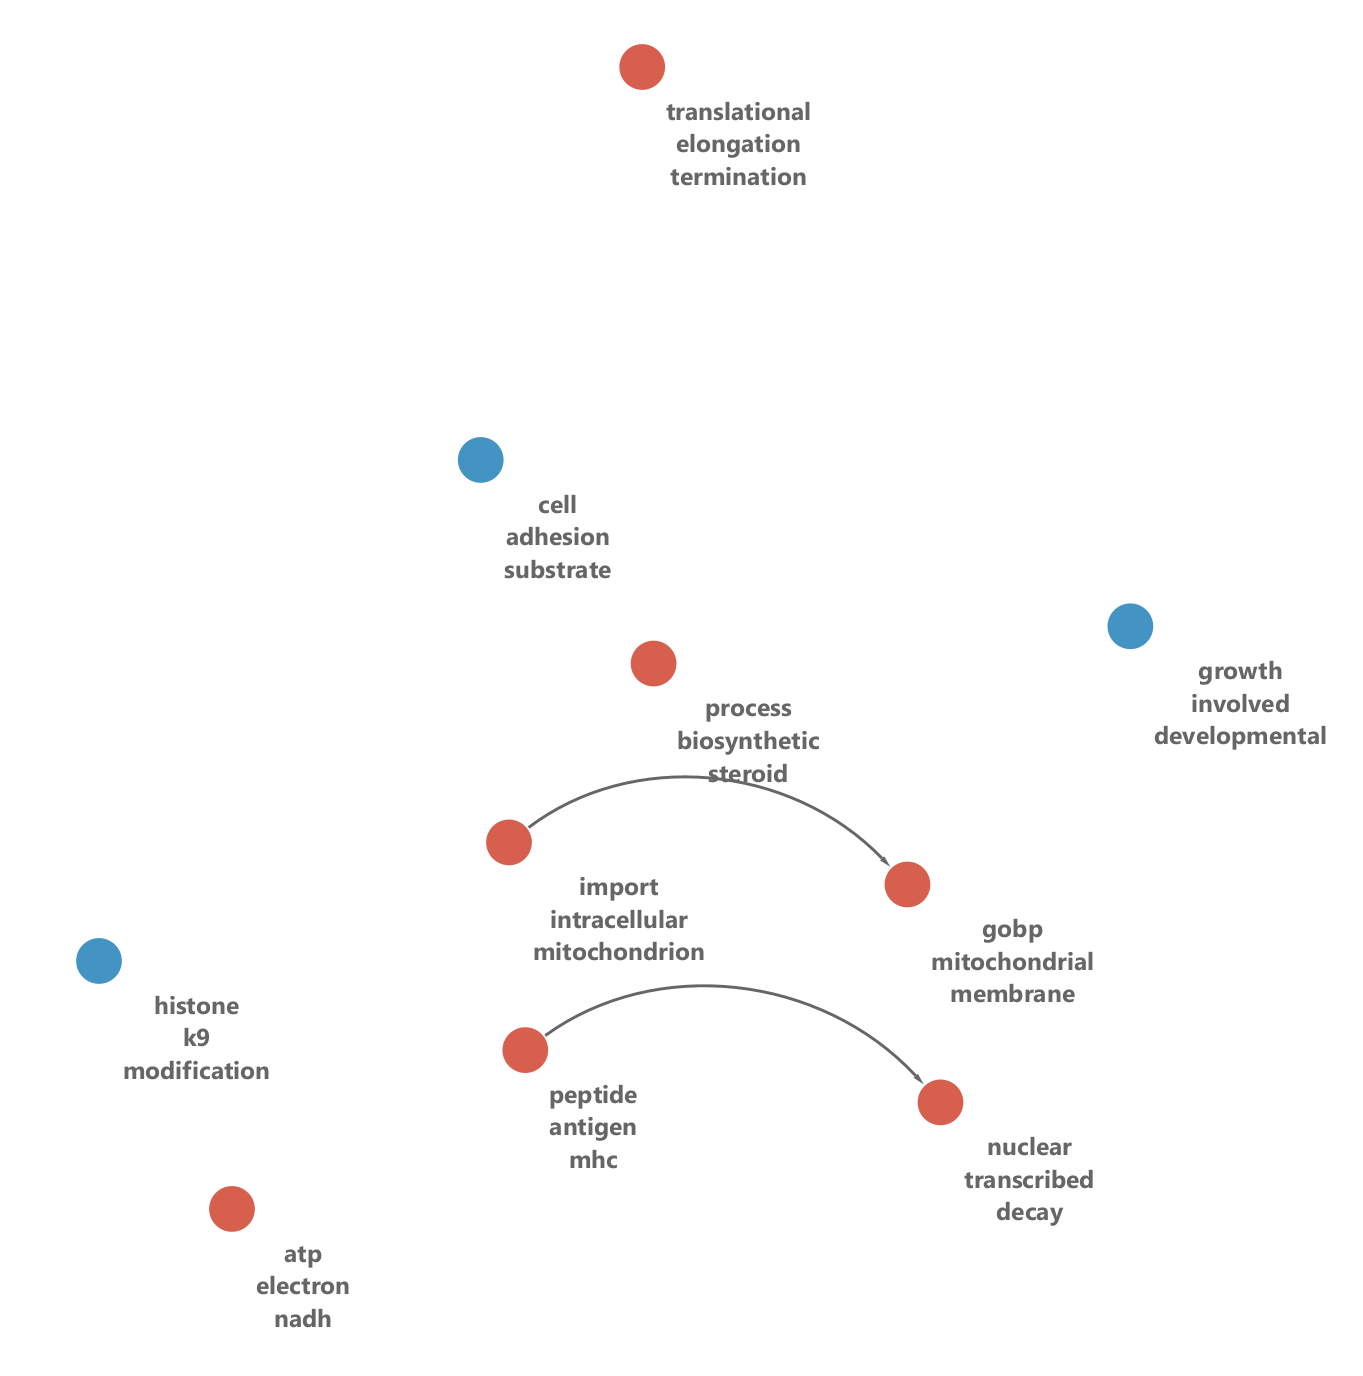 translational
elongation
termination
cell
adhesion
substrate
growth
involved
developmental
process
biosynthetic
steroid
import
intracellular
mitochondrion
gobp
mitochondrial
membrane
histone
k9
modification
peptide
antigen
mhc
nuclear
transcribed
decay
atp
electron
nadh